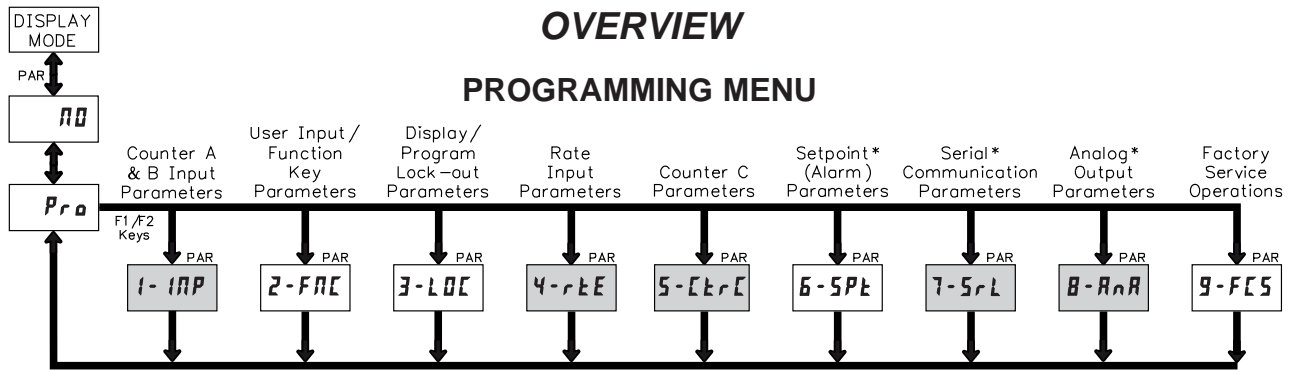 DISPLAY
MODE
OVERVIEW
PAR
PROGRAMMING MENU
NO
Pro
F1/F2
Keys
Counter A
& B Input
Parameters
User Input/
Function
Key
Parameters
Display/
Program
Lock-out
Parameters
Rate
Input
Parameters
Counter C
Parameters
Setpoint*
(Alarm)
Parameters
Serial*
Communication
Parameters
Analog*
Output
Parameters
Factory
Service
Operations
PAR
PAR
PAR
PAR
PAR
PAR
PAR
PAR
PAR
1-INP
2-FNC
3-LOC
4-rtE
5-CtrC
6-SPt
7-SrL
8-AnA
9-FCS